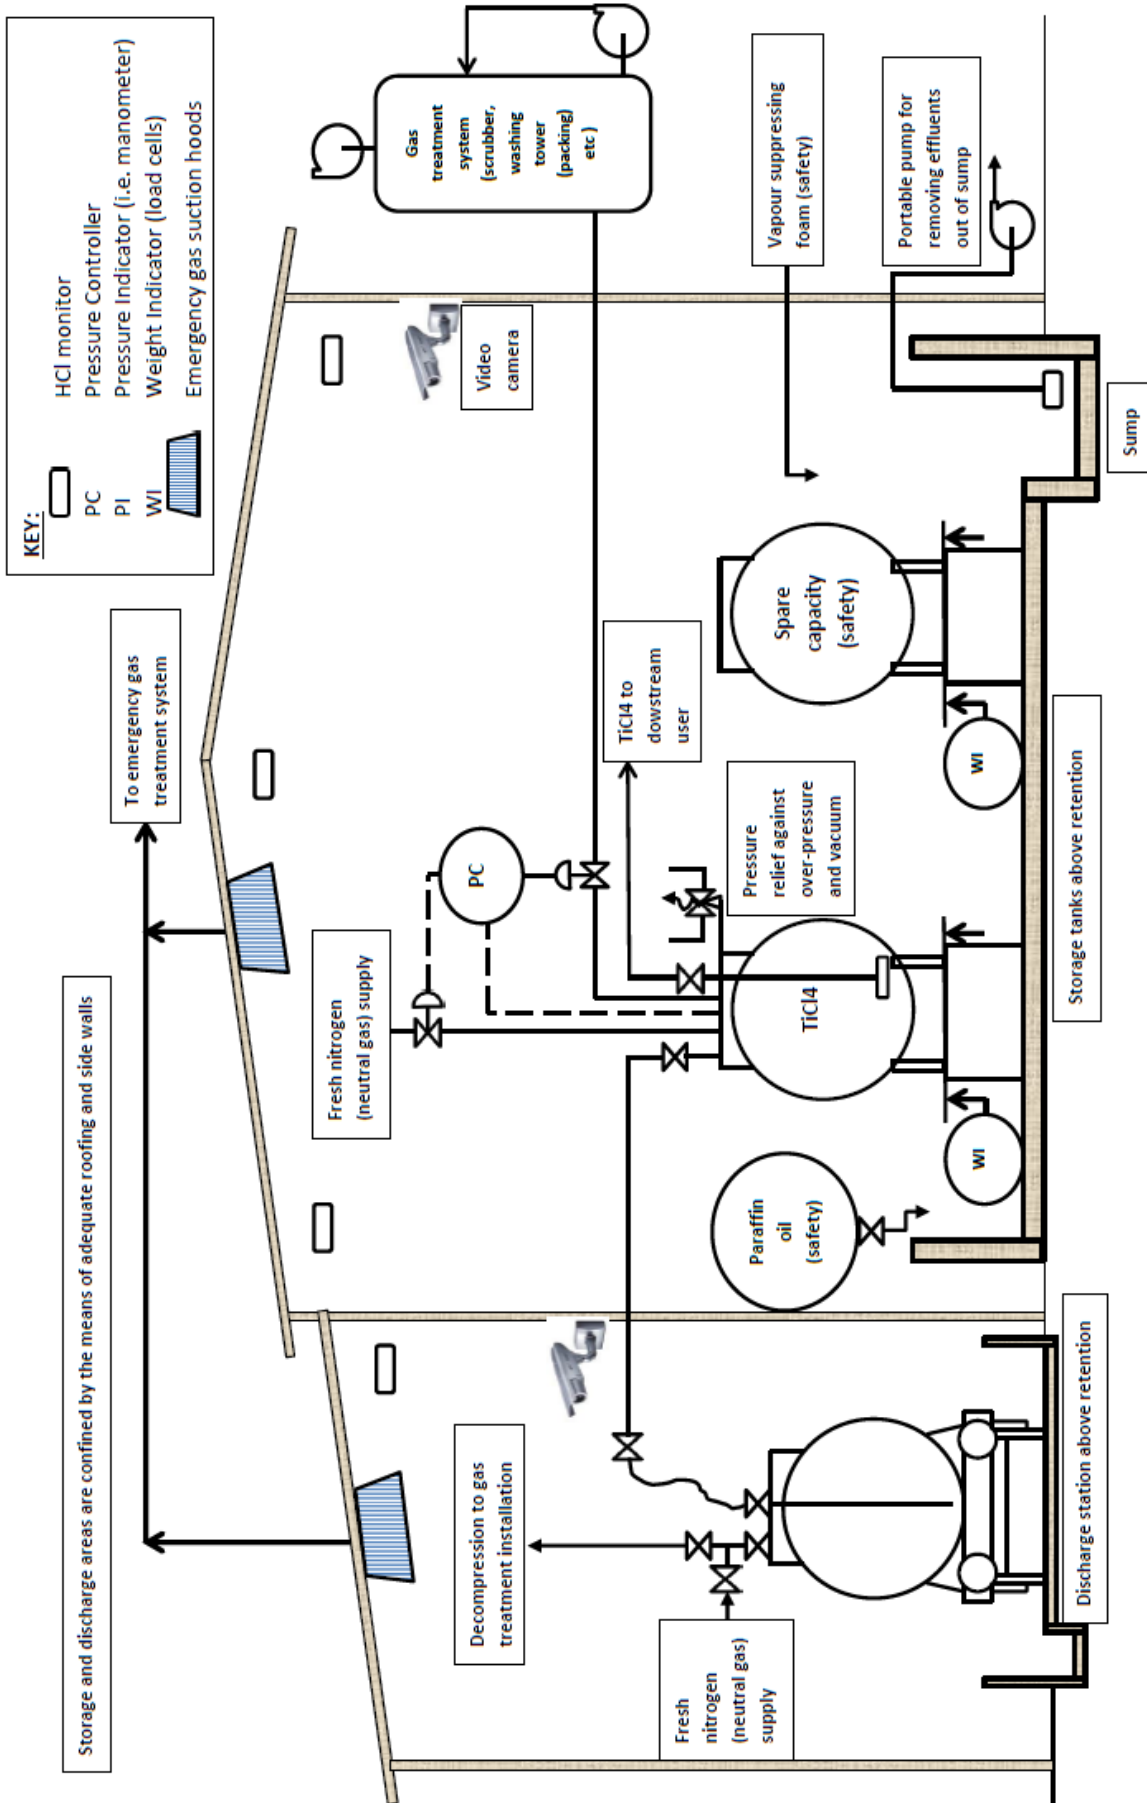 Storage and discharge areas are confined by the means of adequate roofing and side walls
To emergency gas
treatment system
KEY:
HCl monitor
PC Pressure Controller
PI Pressure Indicator (i.e. manometer)
WI Weight Indicator (load cells)
Emergency gas suction hoods
Fresh nitrogen
(neutral gas) supply
PC
Video
camera
Gas
treatment
system
(scrubber,
washing
tower
(packing)
etc )
Decompression to gas
treatment installation
Fresh
nitrogen
(neutral gas)
supply
TiCl4 to
dowstream
user
Pressure
relief against
over-pressure
and vacuum
Vapour suppressing
foam (safety)
Portable pump for
removing effluents
out of sump
Paraffin
oil
(safety)
TiCl4
Spare
capacity
(safety)
WI
WI
Discharge station above retention
Storage tanks above retention
Sump